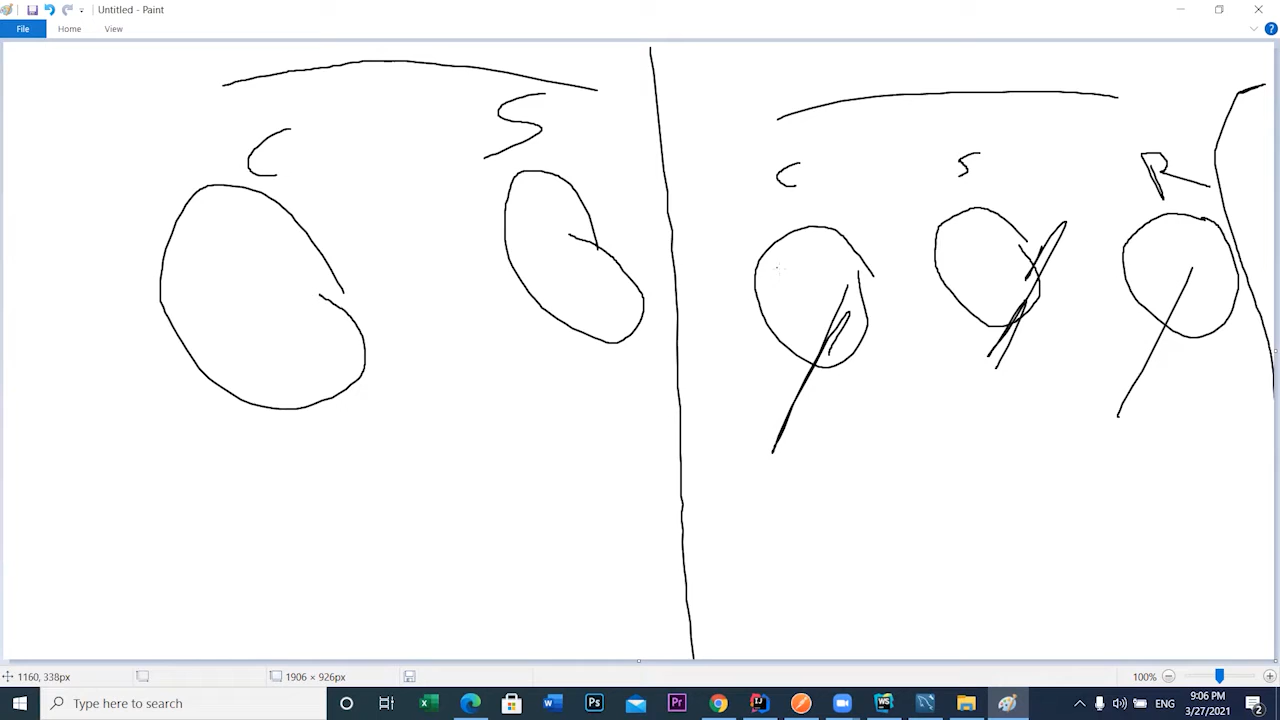 Untitled - Paint
File Home View
C S
C S R
1160, 338px 1906 × 926px 100%
Type here to search
9:06 PM
3/27/2021
ENG
2